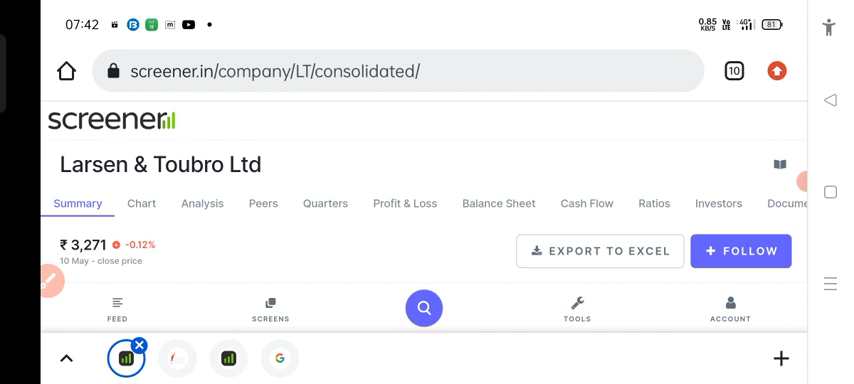 07:42
0.85 KB/S Vo LTE 4G+ 81
screener.in/company/LT/consolidated/
10
screener
Larsen & Toubro Ltd
Summary Chart Analysis Peers Quarters Profit & Loss Balance Sheet Cash Flow Ratios Investors Docume
₹ 3,271 -0.12%
10 May - close price
EXPORT TO EXCEL
+ FOLLOW
FEED SCREENS TOOLS ACCOUNT